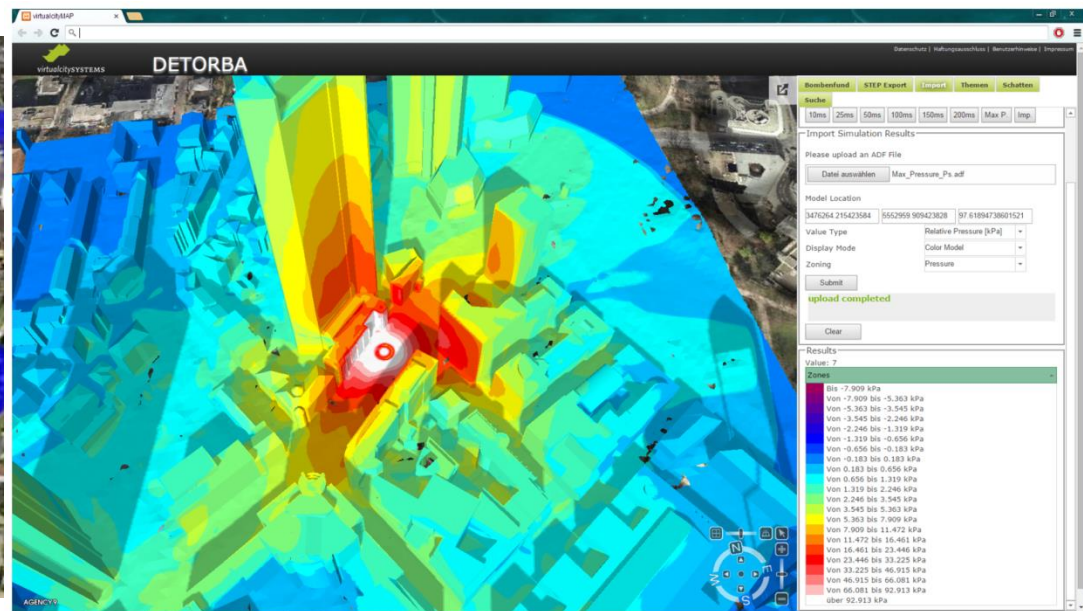 virtualcityMAP
Datenschutz | Haftungsausschluss | Benutzerhinweise | Impressum
virtualcitySYSTEMS
DETORBA
Bombenfund STEP Export Import Themen Schatten
Suche
10ms 25ms 50ms 100ms 150ms 200ms Max P. Imp.
Import Simulation Results
Please upload an ADF File
Datei auswählen Max_Pressure_Ps.adf
Model Location
3476264.215423584 5552959.909423828 97.61894738601521
Value Type Relative Pressure [kPa]
Display Mode Color Model
Zoning Pressure
Submit
upload completed
Clear
Results
Value: 7
Zones
Bis -7.909 kPa
Von -7.909 bis -5.363 kPa
Von -5.363 bis -3.545 kPa
Von -3.545 bis -2.246 kPa
Von -2.246 bis -1.319 kPa
Von -1.319 bis -0.656 kPa
Von -0.656 bis -0.183 kPa
Von -0.183 bis 0.183 kPa
Von 0.183 bis 0.656 kPa
Von 0.656 bis 1.319 kPa
Von 1.319 bis 2.246 kPa
Von 2.246 bis 3.545 kPa
Von 3.545 bis 5.363 kPa
Von 5.363 bis 7.909 kPa
Von 7.909 bis 11.472 kPa
Von 11.472 bis 16.461 kPa
Von 16.461 bis 23.446 kPa
Von 23.446 bis 33.225 kPa
Von 33.225 bis 46.915 kPa
Von 46.915 bis 66.081 kPa
Von 66.081 bis 92.913 kPa
über 92.913 kPa
N
W E
S
AGENCY9